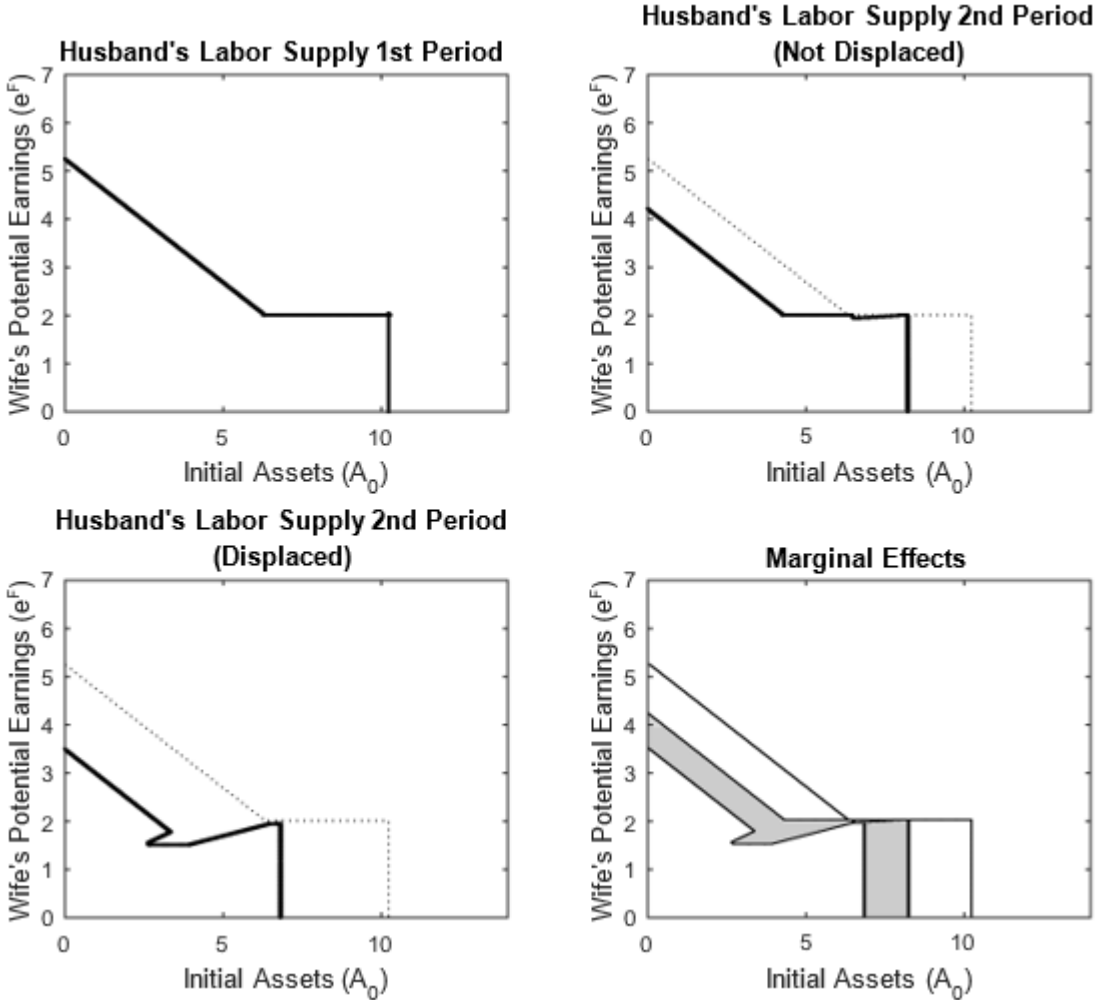 Husband's Labor Supply 1st Period
Wife's Potential Earnings (e^F)
7
6
5
4
3
2
1
0
0 5 10
Initial Assets (A_0)
Husband's Labor Supply 2nd Period
(Not Displaced)
Wife's Potential Earnings (e^F)
7
6
5
4
3
2
1
0
0 5 10
Initial Assets (A_0)
Husband's Labor Supply 2nd Period
(Displaced)
Wife's Potential Earnings (e^F)
7
6
5
4
3
2
1
0
0 5 10
Initial Assets (A_0)
Marginal Effects
Wife's Potential Earnings (e^F)
7
6
5
4
3
2
1
0
0 5 10
Initial Assets (A_0)